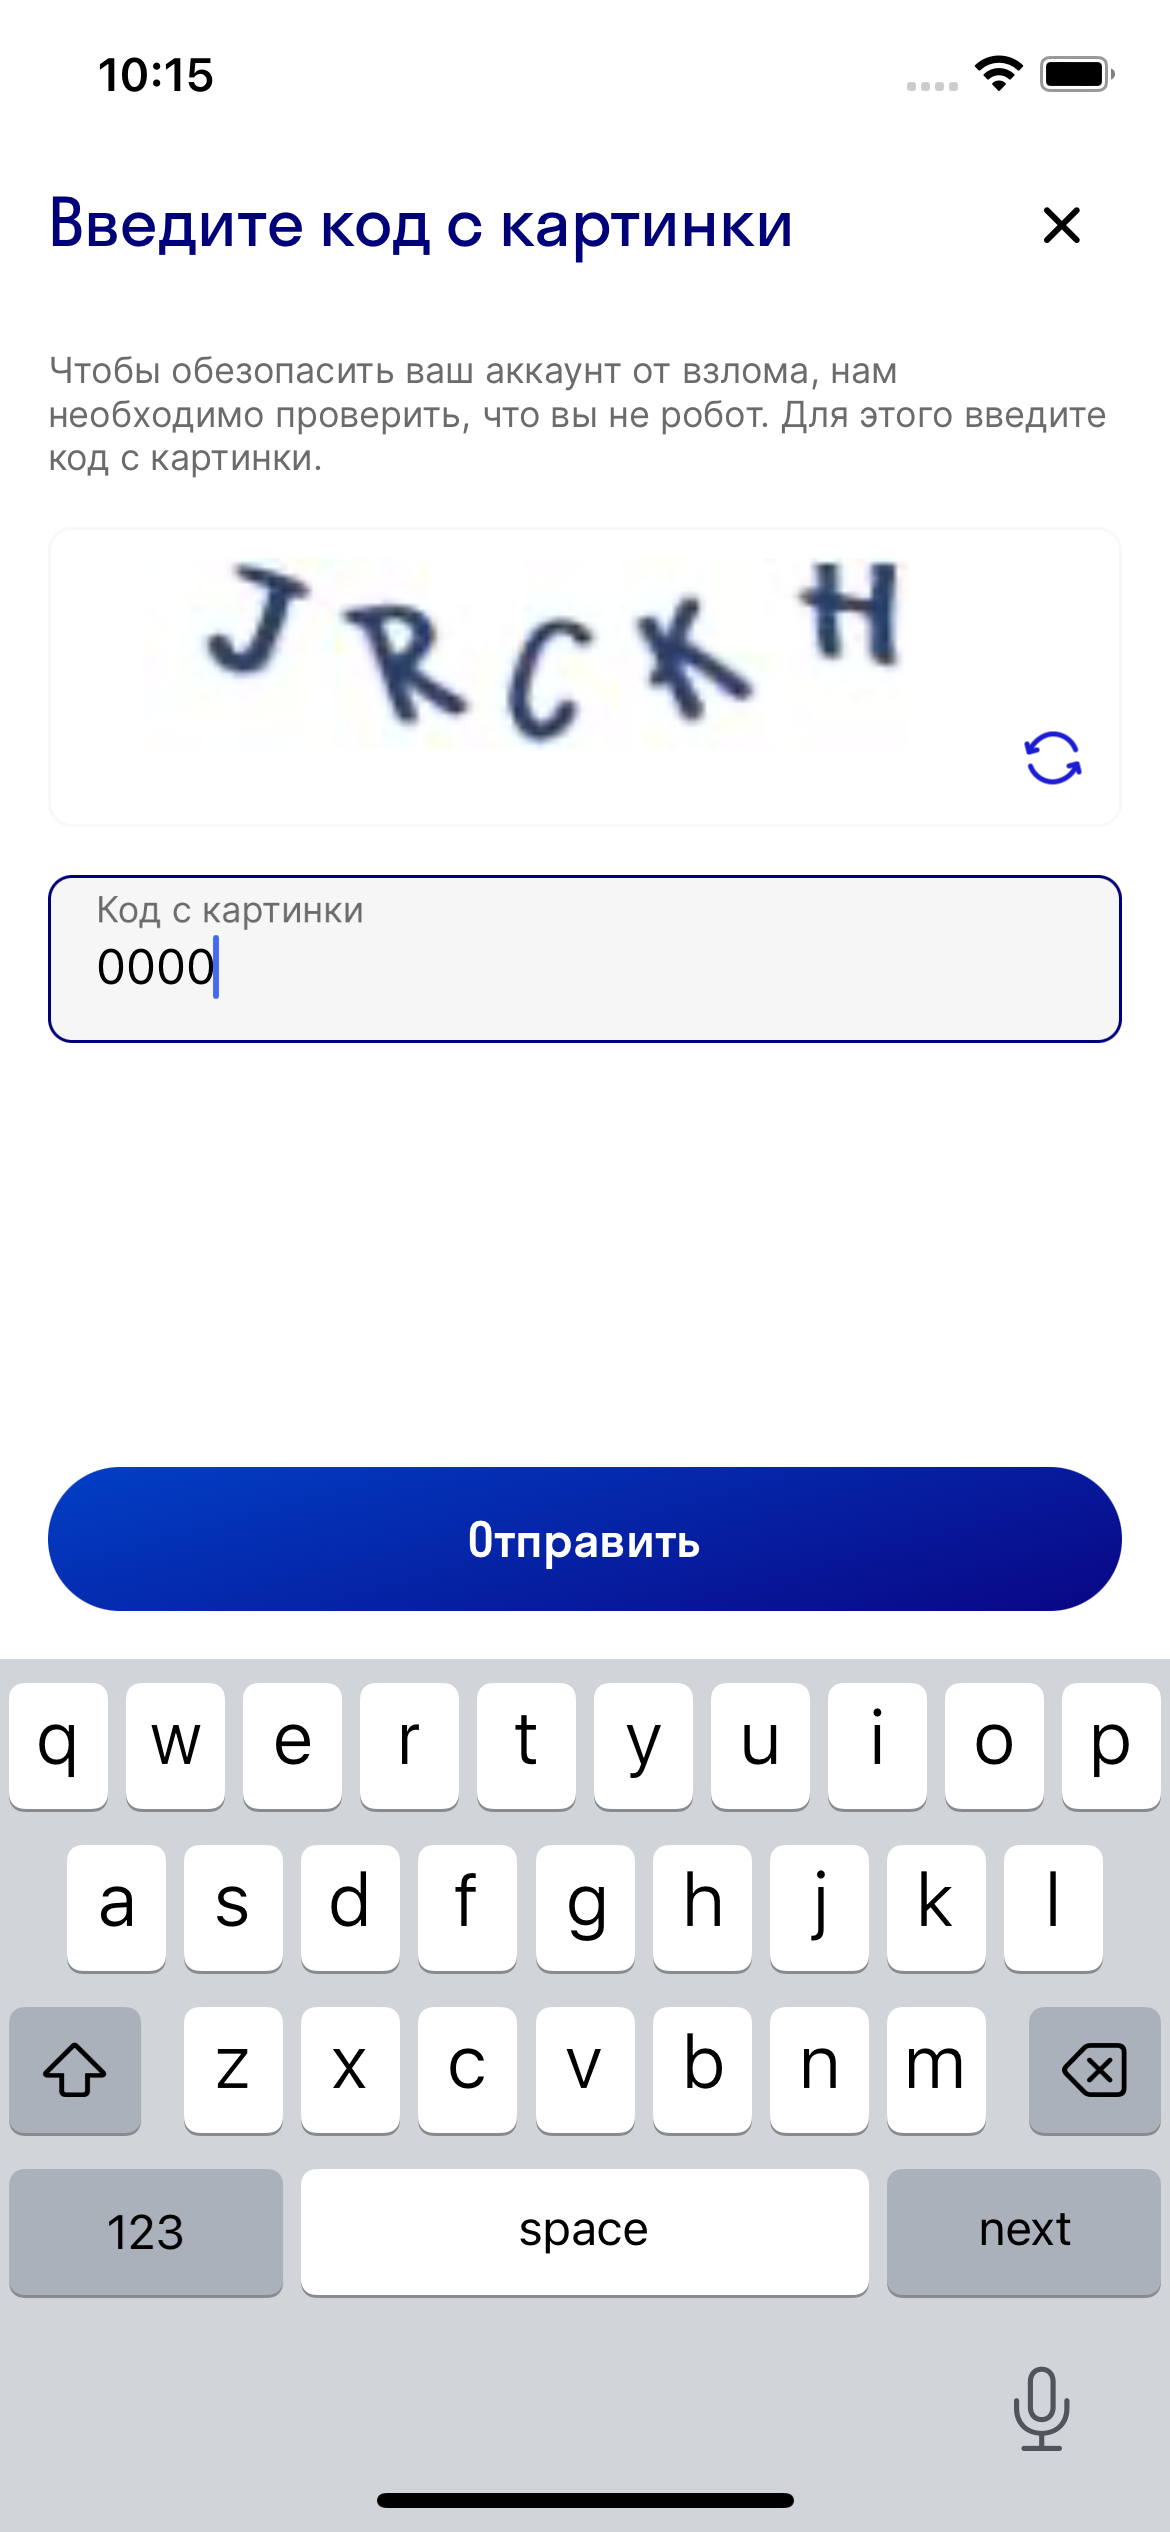 10:15
Введите код с картинки
Чтобы обезопасить ваш аккаунт от взлома, нам
необходимо проверить, что вы не робот. Для этого введите
код с картинки.
J R C K H
Код с картинки
0000
Отправить
q w e r t y u i o p
a s d f g h j k l
z x c v b n m
123 space next